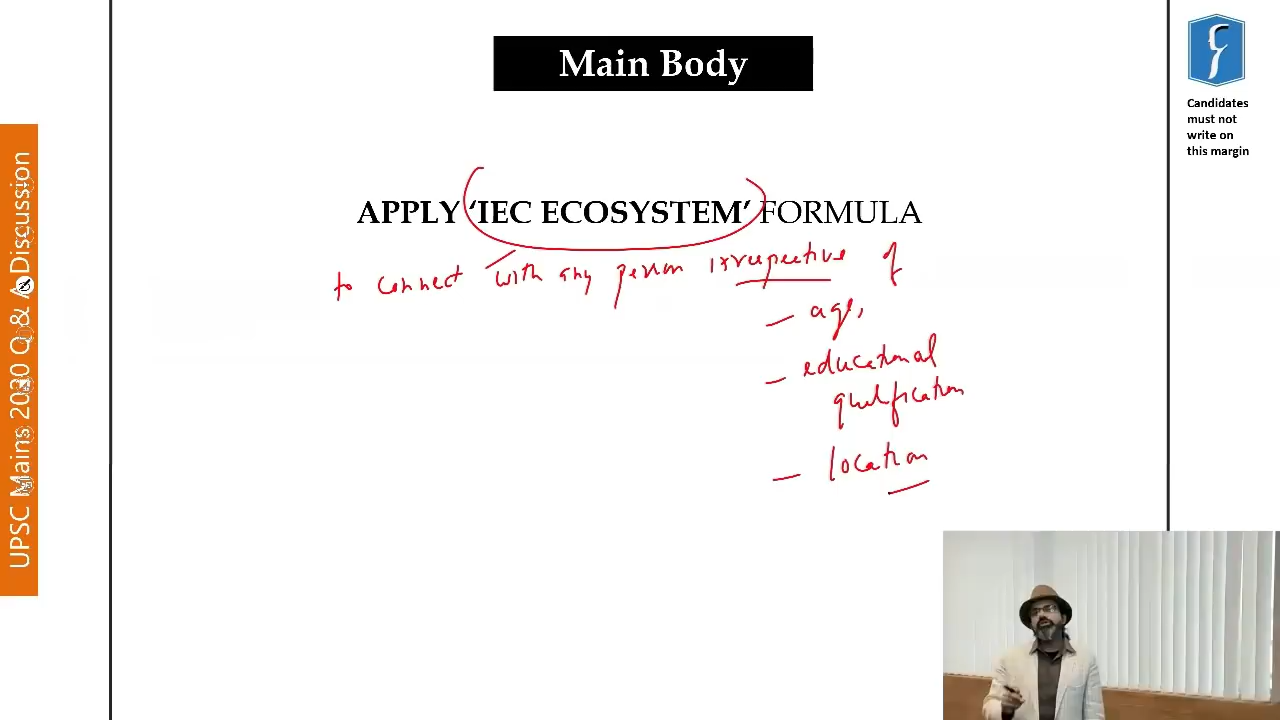 Main Body
Candidates
must not
write on
this margin
UPSC Mains 2020 Q & A Discussion
APPLY ‘IEC ECOSYSTEM’ FORMULA
to connect with any person irrespective of
– age,
– educational
qualification
– location